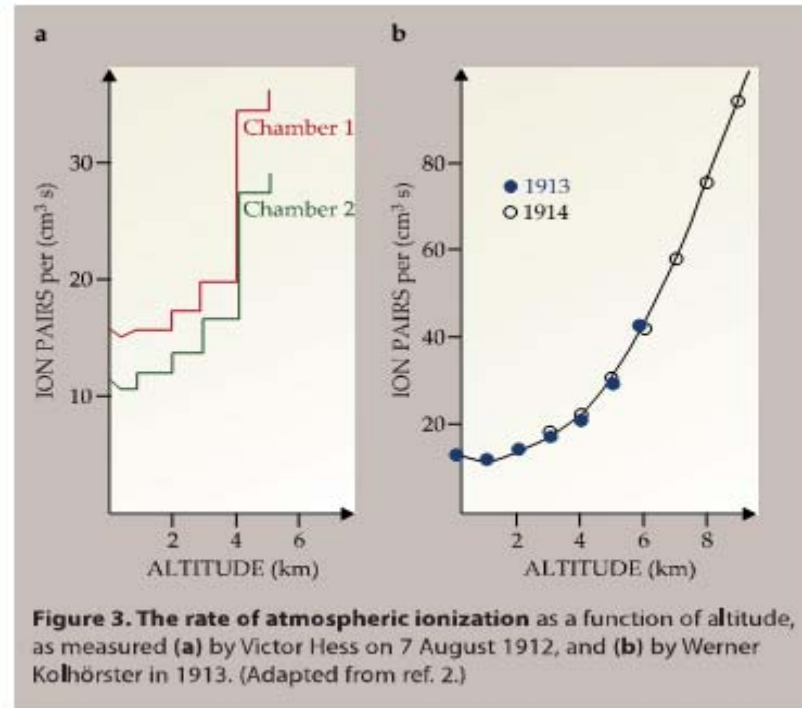 a
ION PAIRS per (cm³ s)
30
20
10
Chamber 1
Chamber 2
2 4 6
ALTITUDE (km)
b
ION PAIRS per (cm³ s)
80
60
40
20
1913
1914
2 4 6 8
ALTITUDE (km)
Figure 3. The rate of atmospheric ionization as a function of altitude,
as measured (a) by Victor Hess on 7 August 1912, and (b) by Werner
Kolhörster in 1913. (Adapted from ref. 2.)